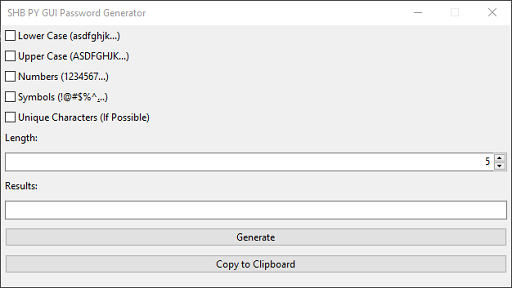 SHB PY GUI Password Generator
Lower Case (asdfghjk...)
Upper Case (ASDFGHJK...)
Numbers (1234567...)
Symbols (!@#$%^...)
Unique Characters (If Possible)
Length:
5
Results:
Generate
Copy to Clipboard